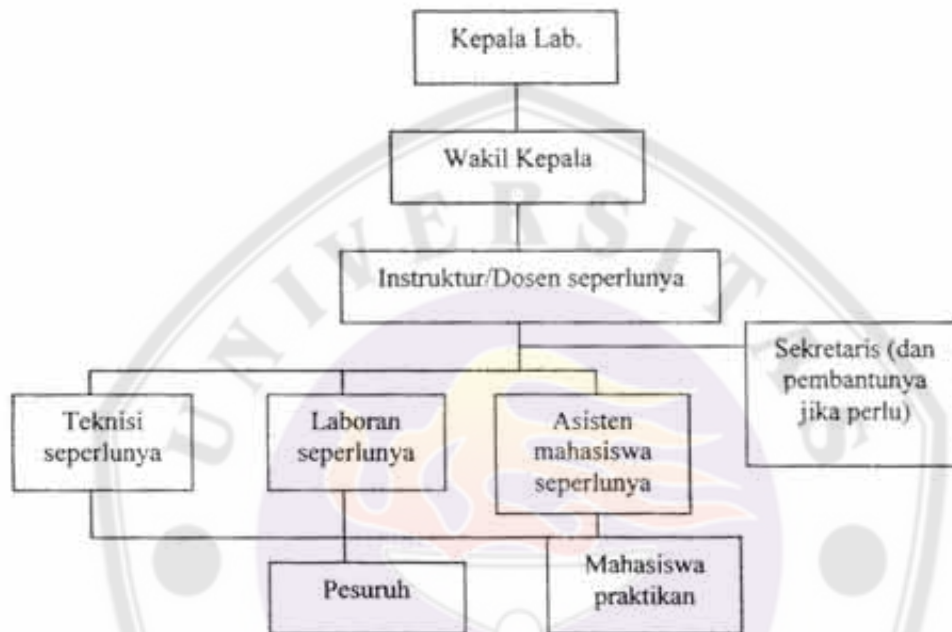 Kepala Lab.
Wakil Kepala
Instruktur/Dosen seperlunya
Sekretaris (dan
pembantunya
jika perlu)
Teknisi
seperlunya
Laboran
seperlunya
Asisten
mahasiswa
seperlunya
Pesuruh
Mahasiswa
praktikan
UNIVERSITAS